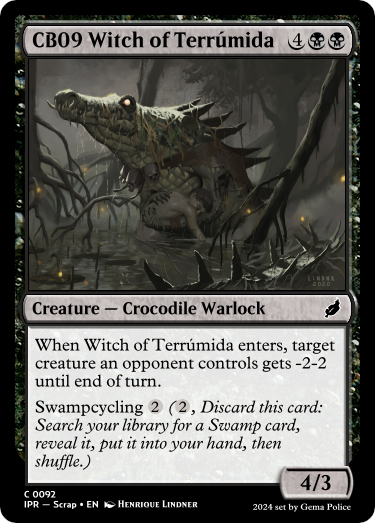 CB09 Witch of Terrúmida 4
LINDNR
2020
Creature — Crocodile Warlock
When Witch of Terrúmida enters, target
creature an opponent controls gets -2-2
until end of turn.
Swampcycling 2 (2, Discard this card:
Search your library for a Swamp card,
reveal it, put it into your hand, then
shuffle.)
4/3
C 0092
IPR — Scrap • EN Henrique Lindner
2024 set by Gema Police